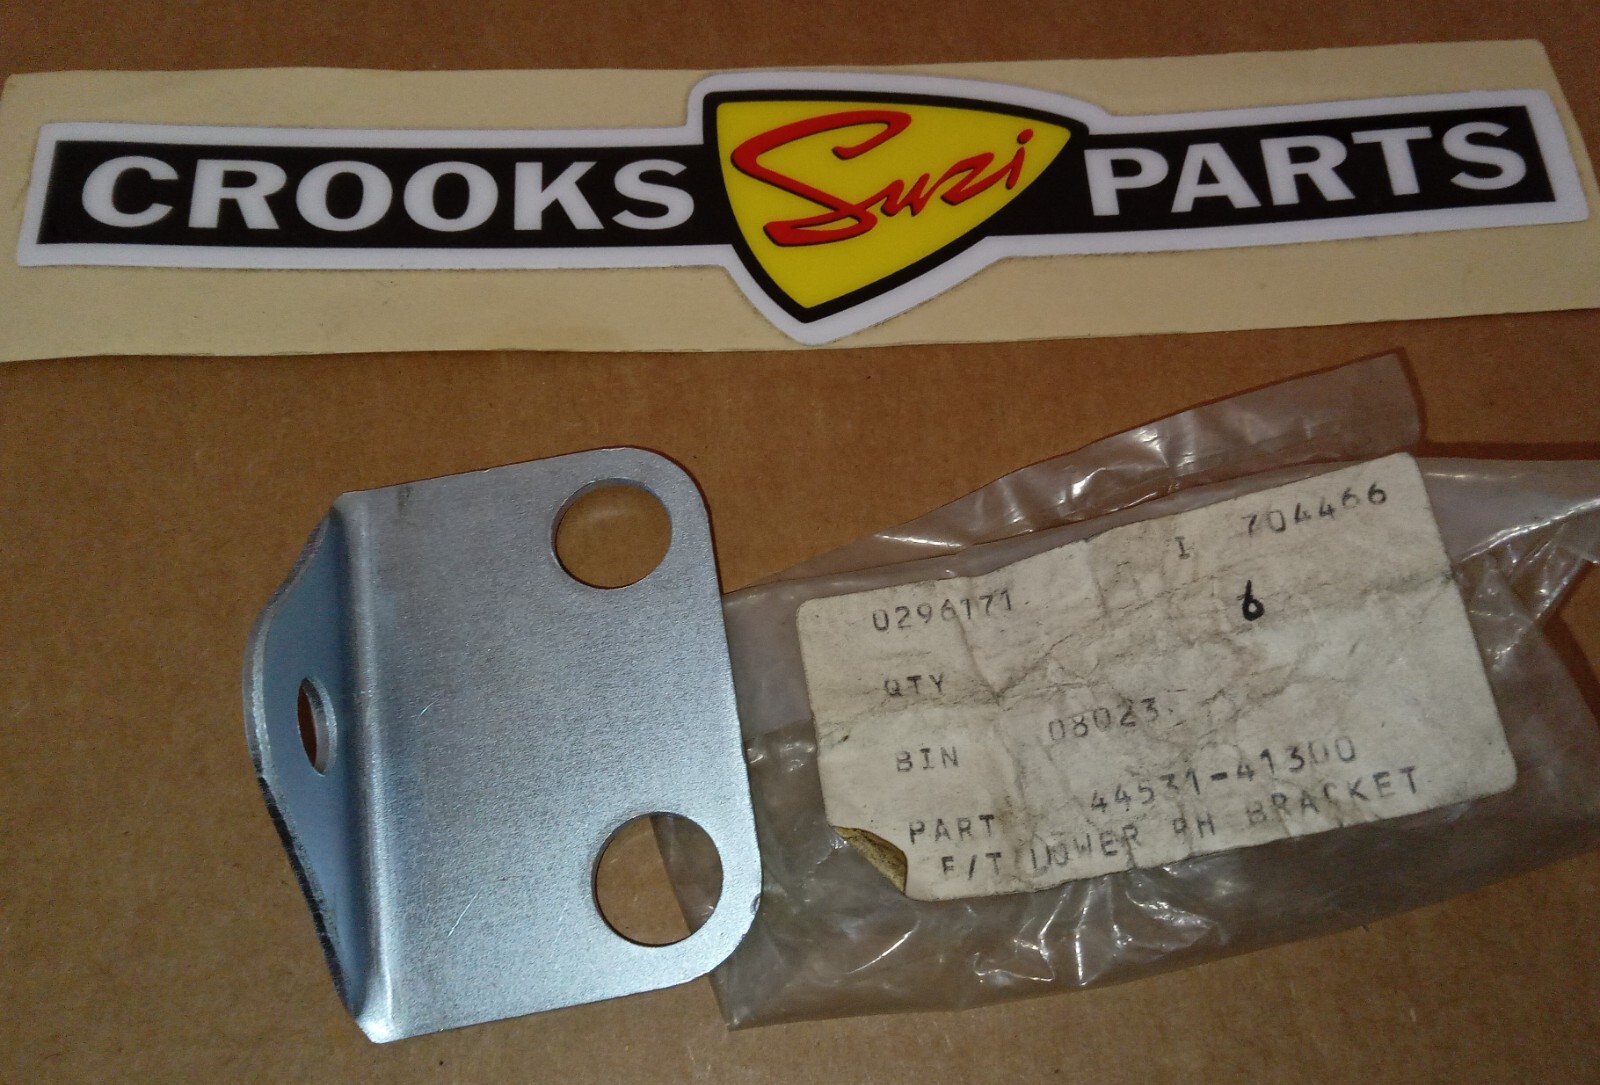 CROOKS Suzi PARTS
I 704466
0296171
6
QTY
BIN 08023
PART 44531-41300
F/T LOWER RH BRACKET